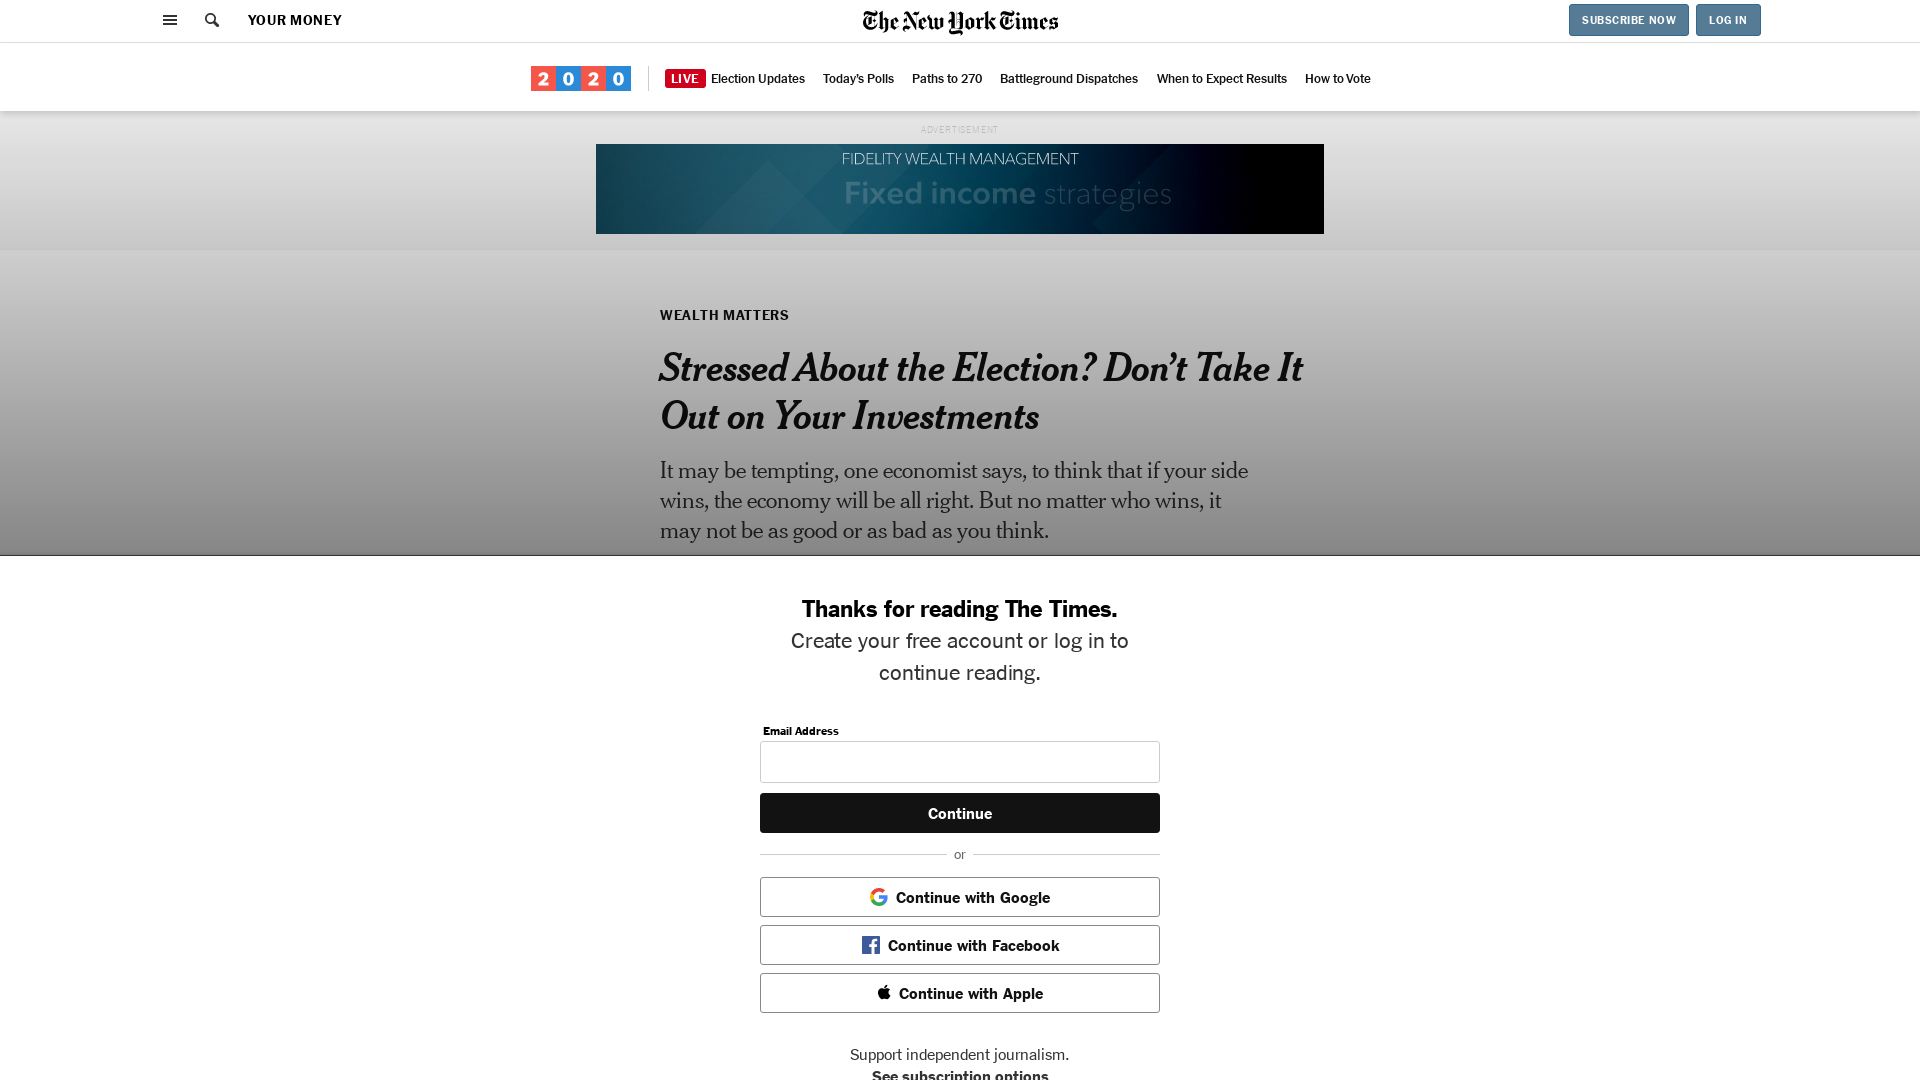 YOUR MONEY
The New York Times
SUBSCRIBE NOW
LOG IN
2020
LIVE Election Updates Today's Polls Paths to 270 Battleground Dispatches When to Expect Results How to Vote
ADVERTISEMENT
FIDELITY WEALTH MANAGEMENT
Fixed income strategies
WEALTH MATTERS
Stressed About the Election? Don't Take It
Out on Your Investments
It may be tempting, one economist says, to think that if your side
wins, the economy will be all right. But no matter who wins, it
may not be as good or as bad as you think.
Thanks for reading The Times.
Create your free account or log in to
continue reading.
Email Address
Continue
or
Continue with Google
Continue with Facebook
Continue with Apple
Support independent journalism.
See subscription options